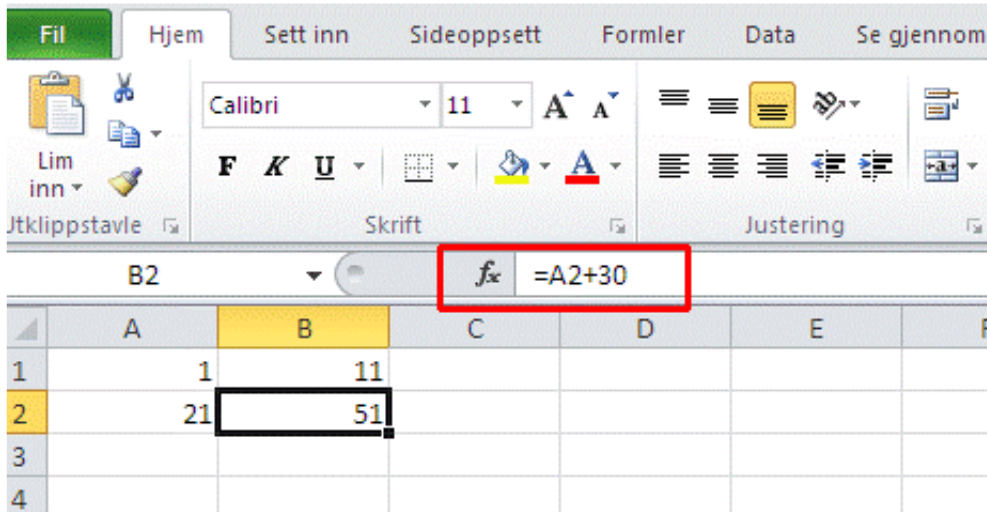 Fil Hjem Sett inn Sideoppsett Formler Data Se gjennom
Calibri 11 A A
Lim inn
F K U A a
Utklippstavle Skrift Justering
B2 fx =A2+30
A B C D E F
1 1 11
2 21 51
3
4